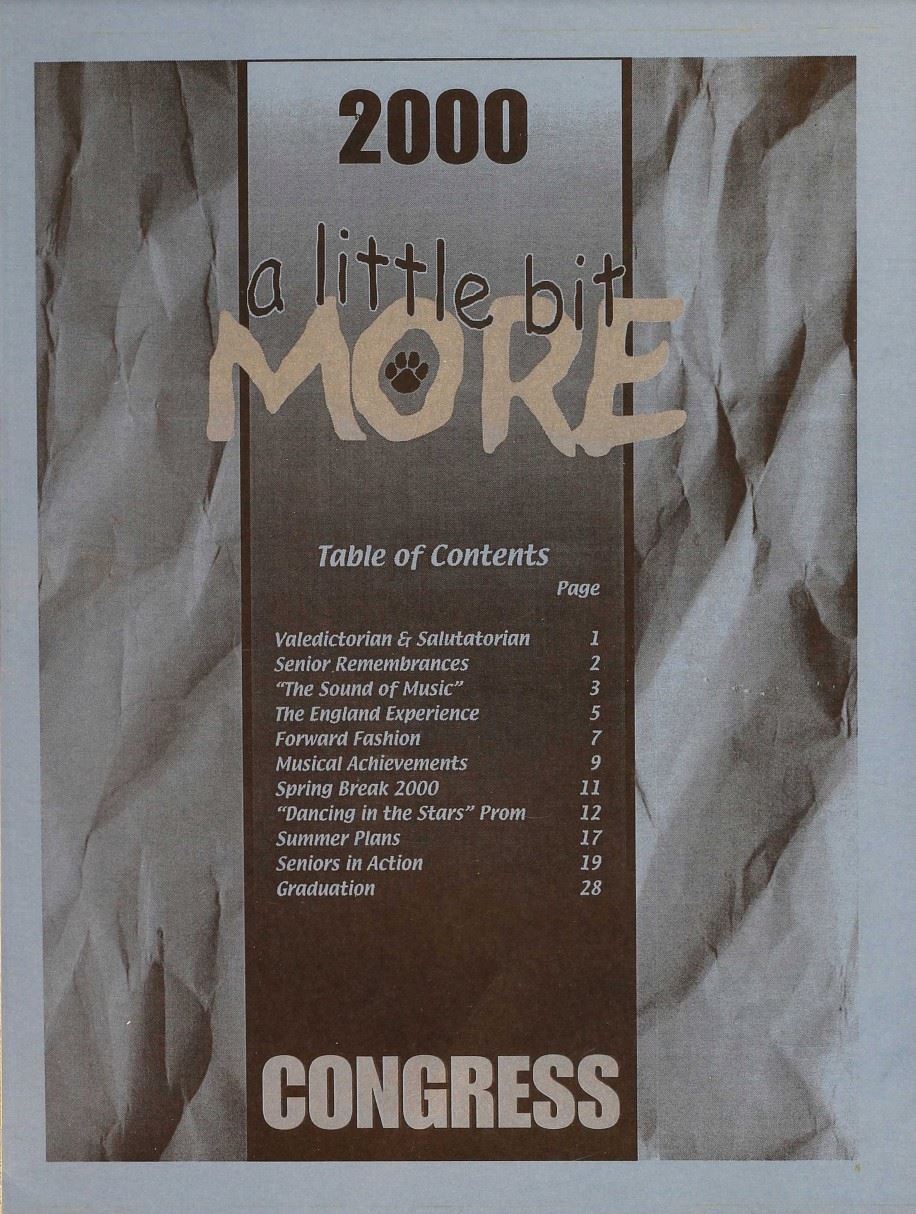 2000
a little bit
MORE
Table of Contents
Page
Valedictorian & Salutatorian 1
Senior Remembrances 2
“The Sound of Music” 3
The England Experience 5
Forward Fashion 7
Musical Achievements 9
Spring Break 2000 11
“Dancing in the Stars” Prom 12
Summer Plans 17
Seniors in Action 19
Graduation 28
CONGRESS